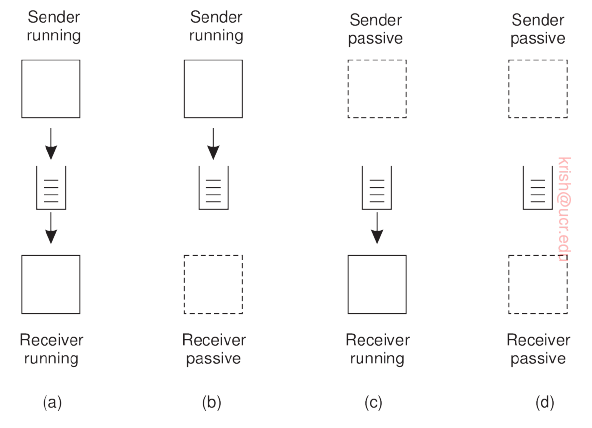 Sender
running
Sender
running
Sender
passive
Sender
passive
krish@ucr.edu
Receiver
running
Receiver
passive
Receiver
running
Receiver
passive
(a)
(b)
(c)
(d)